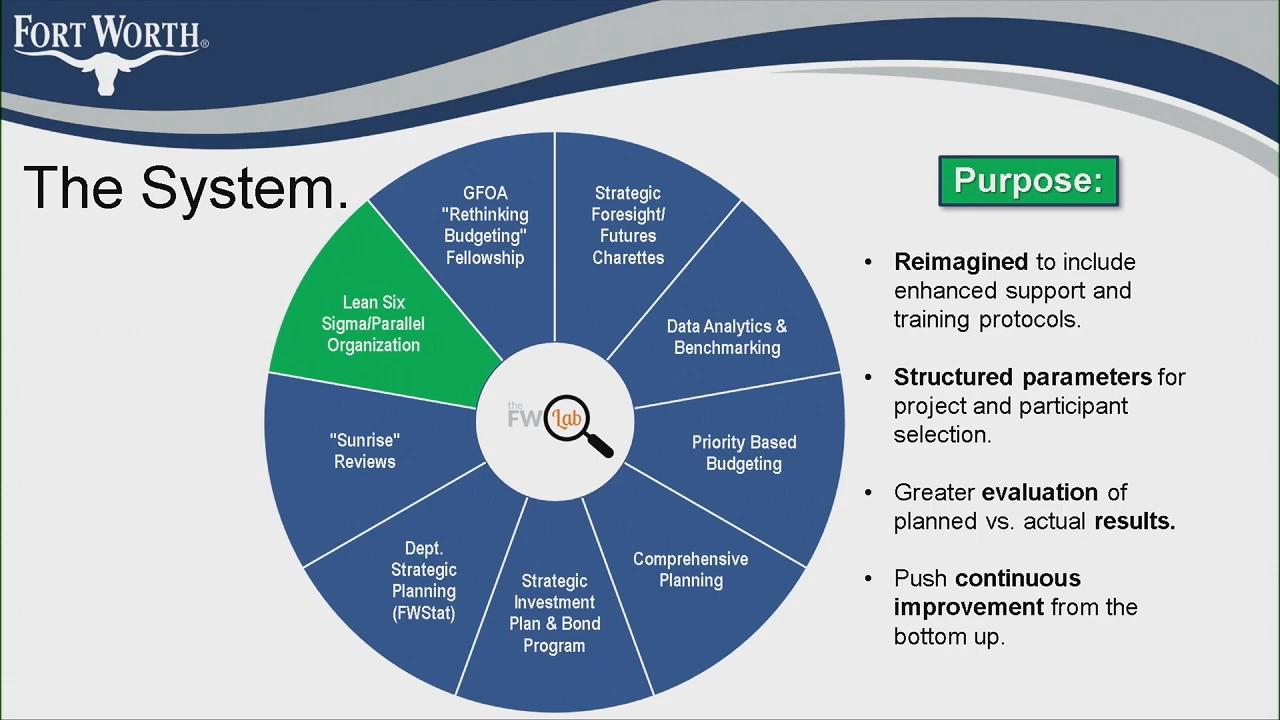 FORT WORTH®
The System.
GFOA
"Rethinking
Budgeting"
Fellowship
Strategic
Foresight/
Futures
Charettes
Data Analytics &
Benchmarking
Priority Based
Budgeting
Comprehensive
Planning
Strategic
Investment
Plan & Bond
Program
Dept.
Strategic
Planning
(FWStat)
"Sunrise"
Reviews
Lean Six
Sigma/Parallel
Organization
the
FW Lab
Purpose:
• Reimagined to include
enhanced support and
training protocols.
• Structured parameters for
project and participant
selection.
• Greater evaluation of
planned vs. actual results.
• Push continuous
improvement from the
bottom up.